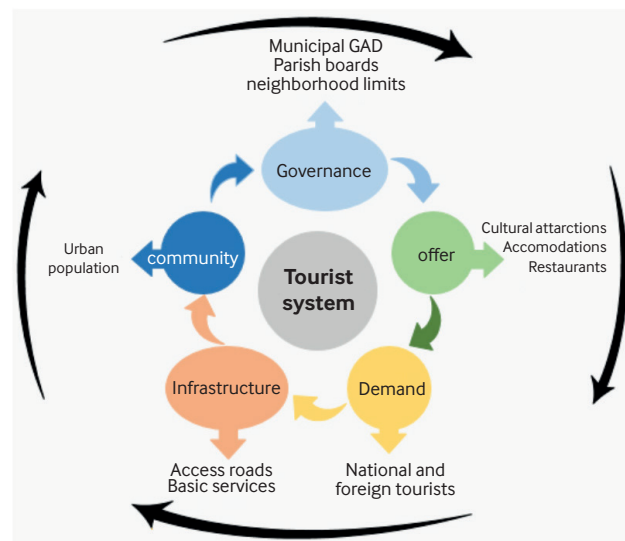 Municipal GAD
Parish boards
neighborhood limits
Governance
offer
Cultural attarctions
Accomodations
Restaurants
Urban
population
community
Tourist
system
Infrastructure
Demand
Access roads
Basic services
National and
foreign tourists